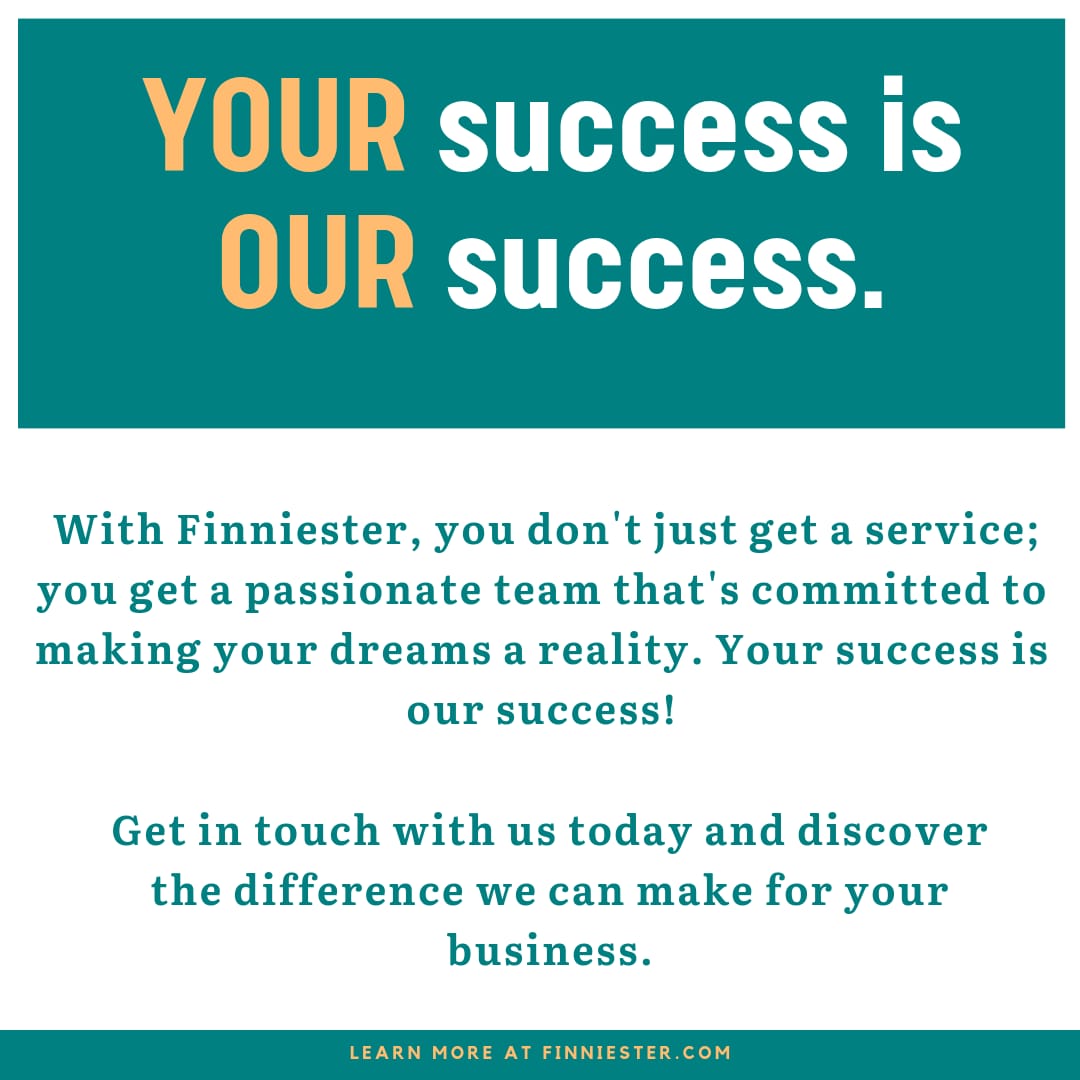 YOUR success is
OUR success.
With Finniester, you don't just get a service;
you get a passionate team that's committed to
making your dreams a reality. Your success is
our success!
Get in touch with us today and discover
the difference we can make for your
business.
LEARN MORE AT FINNIESTER.COM